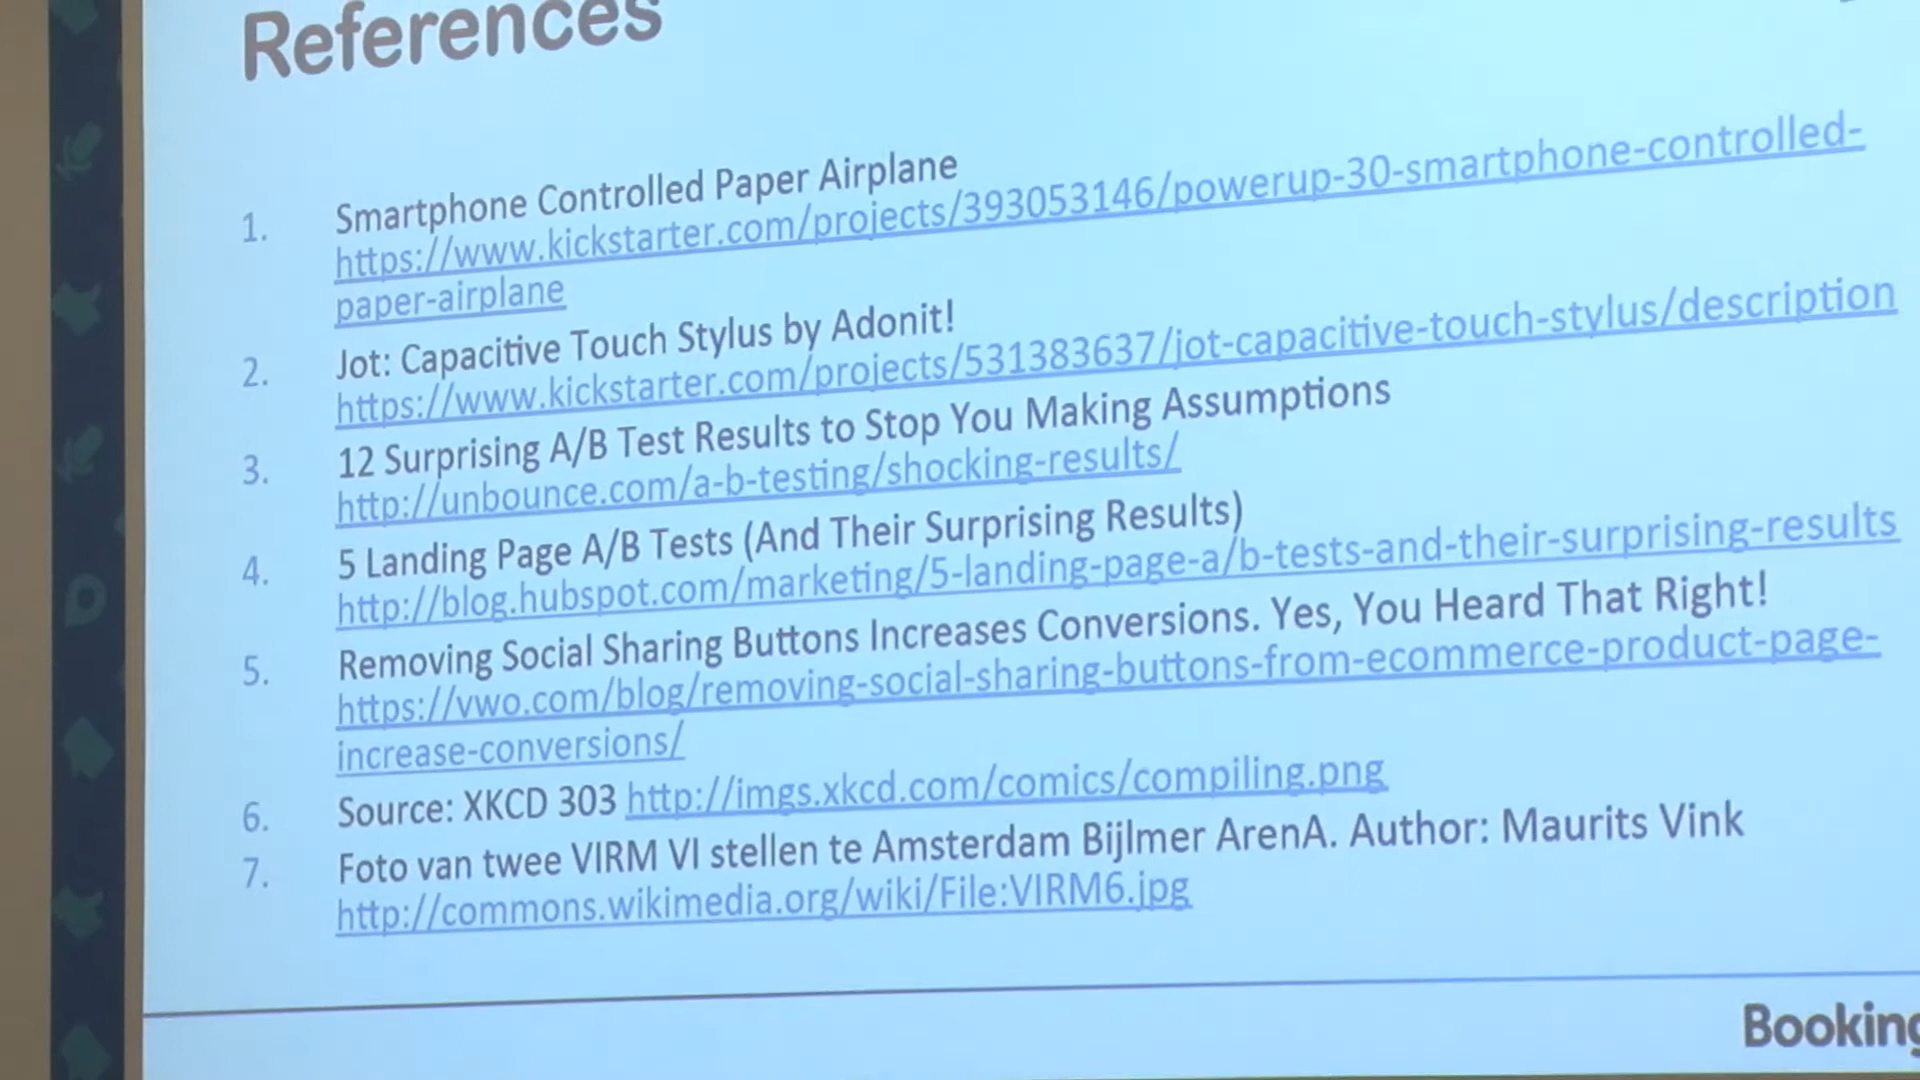 References
1. Smartphone Controlled Paper Airplane
https://www.kickstarter.com/projects/393053146/powerup-30-smartphone-controlled-
paper-airplane
2. Jot: Capacitive Touch Stylus by Adonit!
https://www.kickstarter.com/projects/531383637/jot-capacitive-touch-stylus/description
3. 12 Surprising A/B Test Results to Stop You Making Assumptions
http://unbounce.com/a-b-testing/shocking-results/
4. 5 Landing Page A/B Tests (And Their Surprising Results)
http://blog.hubspot.com/marketing/5-landing-page-a/b-tests-and-their-surprising-results
5. Removing Social Sharing Buttons Increases Conversions. Yes, You Heard That Right!
https://vwo.com/blog/removing-social-sharing-buttons-from-ecommerce-product-page-
increase-conversions/
6. Source: XKCD 303 http://imgs.xkcd.com/comics/compiling.png
7. Foto van twee VIRM VI stellen te Amsterdam Bijlmer ArenA. Author: Maurits Vink
http://commons.wikimedia.org/wiki/File:VIRM6.jpg
Booking